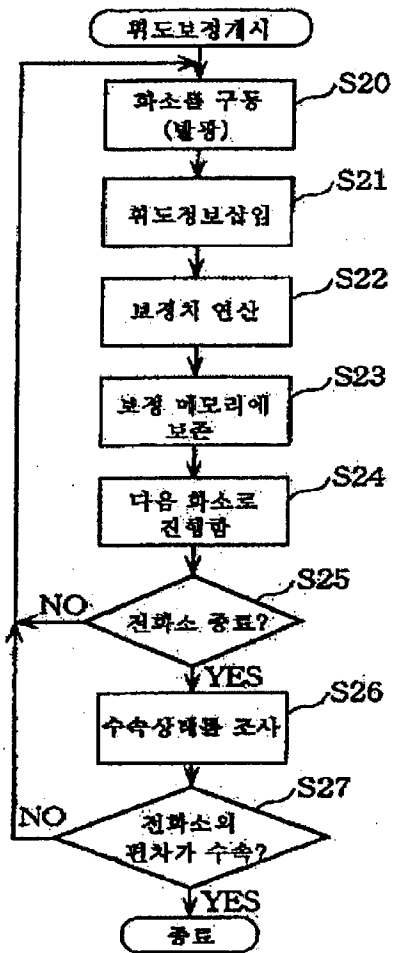 휘도보정개시
화소를 구동
(발광)
S20
휘도정보삽입
S21
보정치 연산
S22
보정 메모리에
보존
S23
다음 화소로
진행함
S24
전화소 종료?
S25
NO
YES
수속상태를 조사
S26
전화소의
편차가 수속?
S27
NO
YES
종료